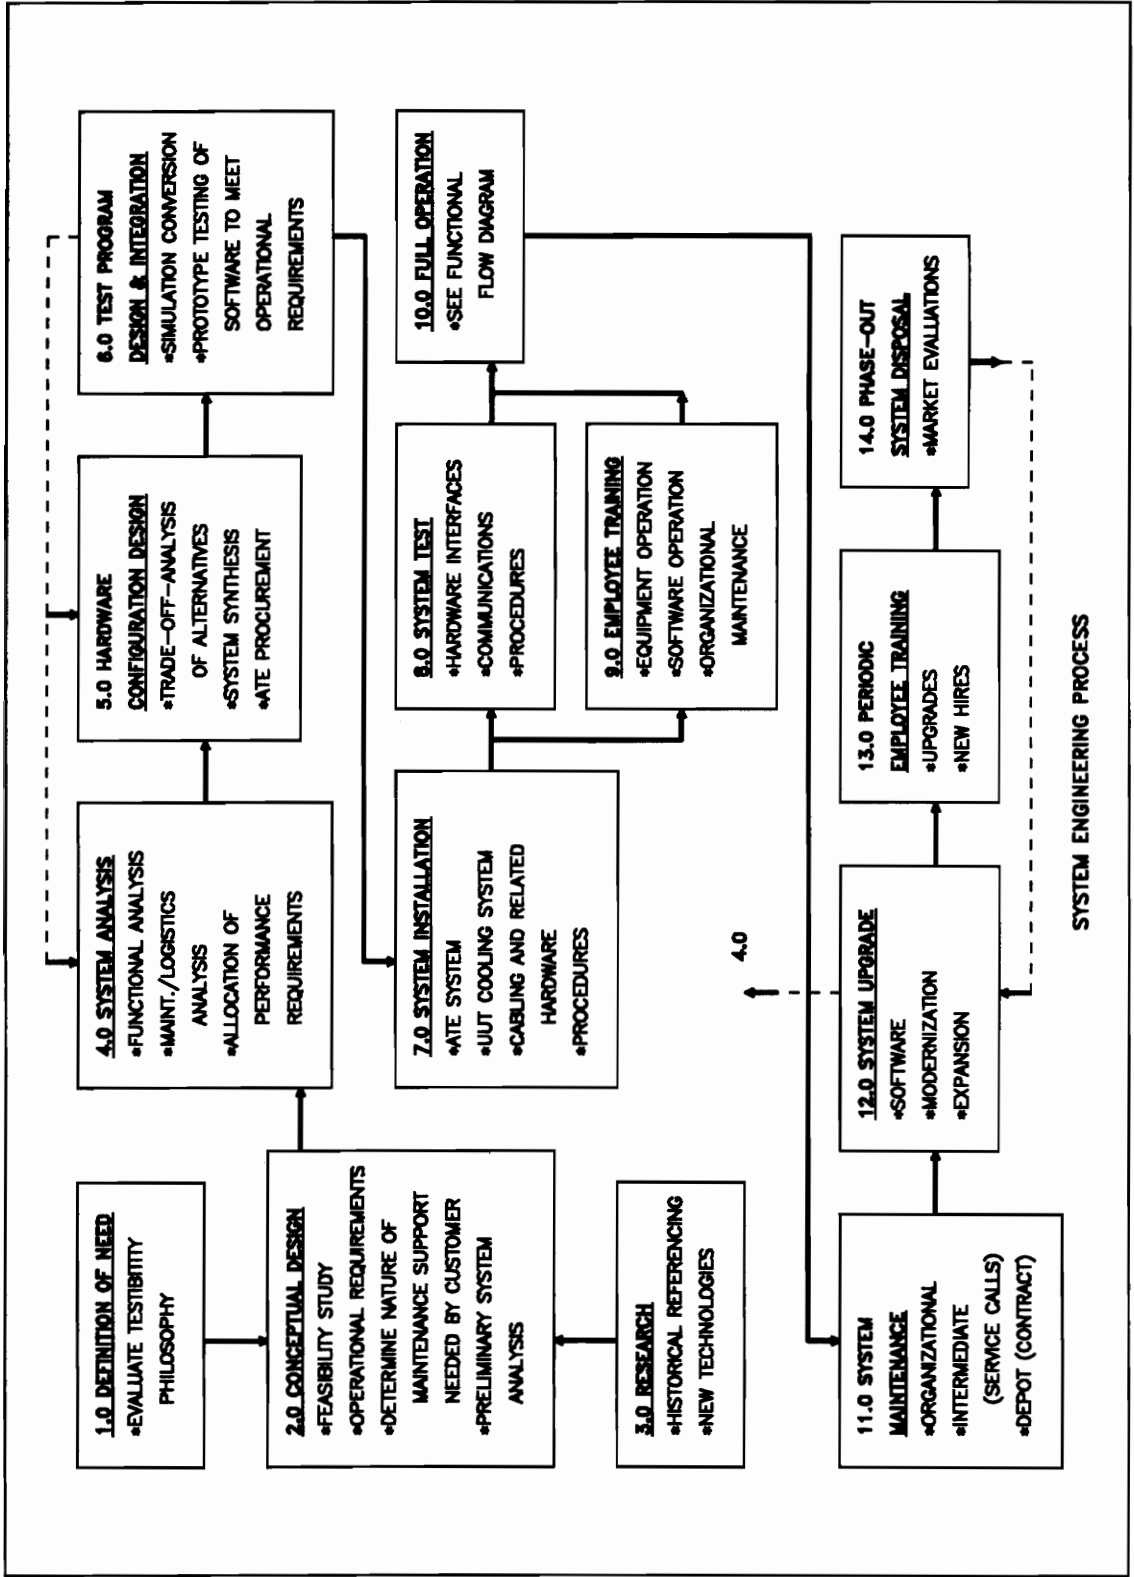 1.0 DEFINITION OF NEED
*EVALUATE TESTIBITITY
PHILOSOPHY
2.0 CONCEPTUAL DESIGN
*FEASIBILITY STUDY
*OPERATIONAL REQUIREMENTS
*DETERMINE NATURE OF
MAINTENANCE SUPPORT
NEEDED BY CUSTOMER
*PRELIMINARY SYSTEM
ANALYSIS
3.0 RESEARCH
*HISTORICAL REFERENCING
*NEW TECHNOLOGIES
4.0 SYSTEM ANALYSIS
*FUNCTIONAL ANALYSIS
*MAINT./LOGISTICS
ANALYSIS
*ALLOCATION OF
PERFORMANCE
REQUIREMENTS
5.0 HARDWARE
CONFIGURATION DESIGN
*TRADE-OFF-ANALYSIS
OF ALTERNATIVES
*SYSTEM SYNTHESIS
*ATE PROCUREMENT
6.0 TEST PROGRAM
DESIGN & INTEGRATION
*SIMULATION CONVERSION
*PROTOTYPE TESTING OF
SOFTWARE TO MEET
OPERATIONAL
REQUIREMENTS
7.0 SYSTEM INSTALLATION
*ATE SYSTEM
*UUT COOLING SYSTEM
*CABLING AND RELATED
HARDWARE
*PROCEDURES
8.0 SYSTEM TEST
*HARDWARE INTERFACES
*COMMUNICATIONS
*PROCEDURES
9.0 EMPLOYEE TRAINING
*EQUIPMENT OPERATION
*SOFTWARE OPERATION
*ORGANIZATIONAL
MAINTENANCE
10.0 FULL OPERATION
*SEE FUNCTIONAL
FLOW DIAGRAM
11.0 SYSTEM
MAINTENANCE
*ORGANIZATIONAL
*INTERMEDIATE
(SERVICE CALLS)
*DEPOT (CONTRACT)
4.0
12.0 SYSTEM UPGRADE
*SOFTWARE
*MODERNIZATION
*EXPANSION
13.0 PERIODIC
EMPLOYEE TRAINING
*UPGRADES
*NEW HIRES
14.0 PHASE-OUT
SYSTEM DISPOSAL
*MARKET EVALUATIONS
SYSTEM ENGINEERING PROCESS